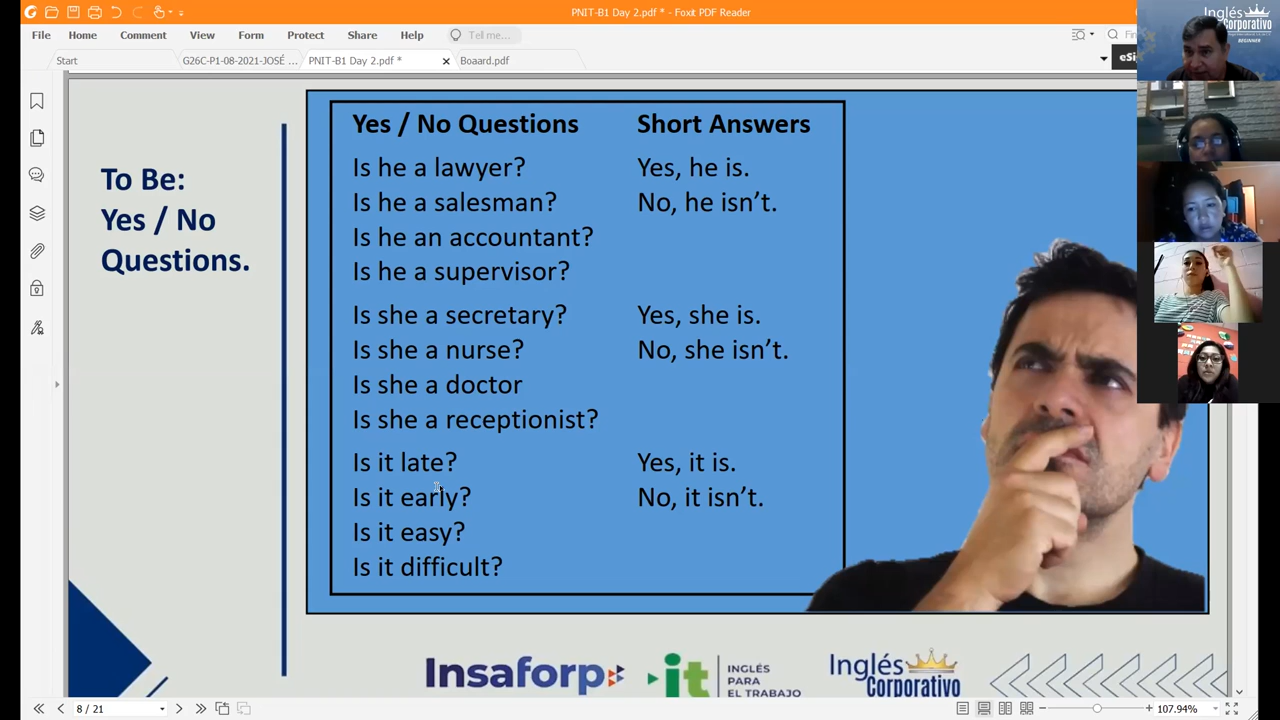 PNIT-B1 Day 2.pdf * - Foxit PDF Reader
File Home Comment View Form Protect Share Help Tell me... Fin
Start G26C-P1-08-2021-JOSÉ ... PNIT-B1 Day 2.pdf * Boaard.pdf
Inglés
Corporativo
BEGINNER
To Be:
Yes / No
Questions.
Yes / No Questions Short Answers
Is he a lawyer? Yes, he is.
Is he a salesman? No, he isn’t.
Is he an accountant?
Is he a supervisor?
Is she a secretary? Yes, she is.
Is she a nurse? No, she isn’t.
Is she a doctor
Is she a receptionist?
Is it late? Yes, it is.
Is it early? No, it isn’t.
Is it easy?
Is it difficult?
Insaforp
it
INGLÉS
PARA
EL TRABAJO
Inglés
Corporativo
8 / 21 107.94%